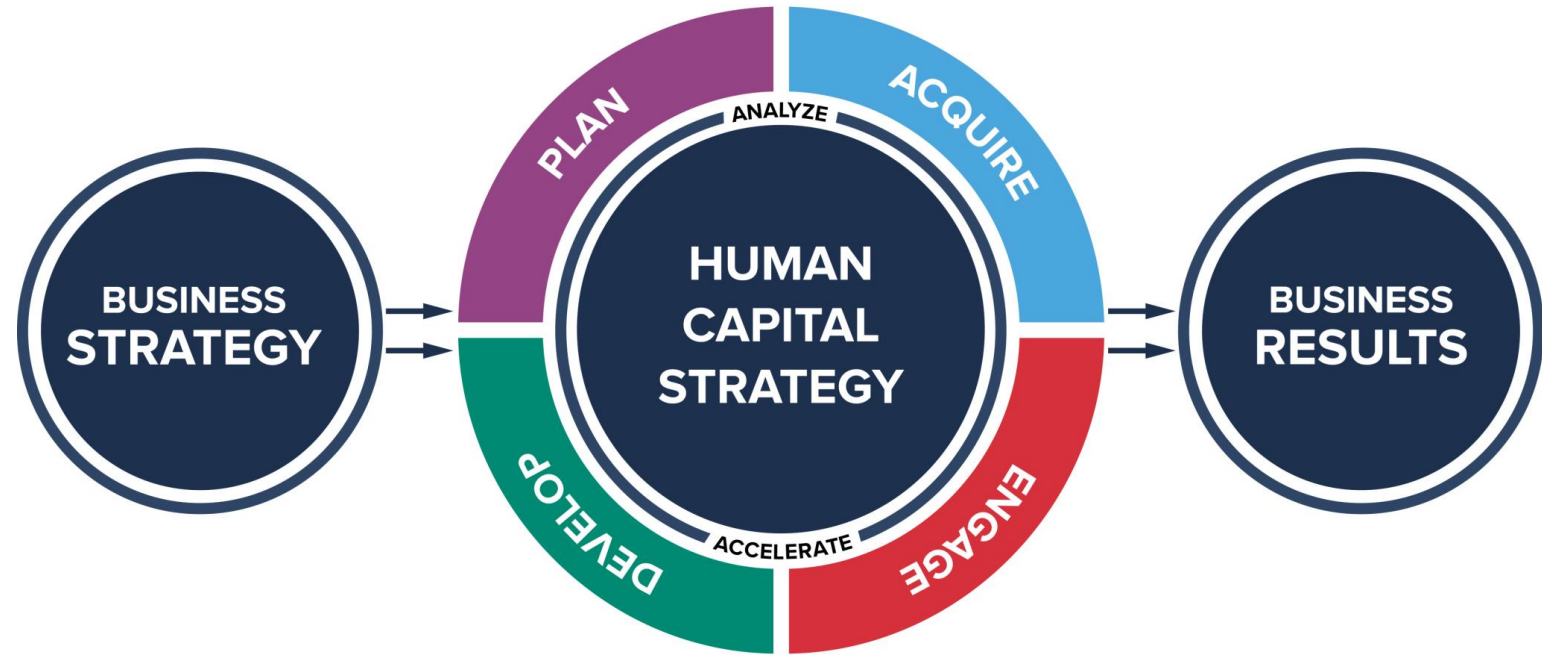 BUSINESS
STRATEGY
PLAN
ACQUIRE
ANALYZE
HUMAN
CAPITAL
STRATEGY
ACCELERATE
DEVELOP
ENGAGE
BUSINESS
RESULTS